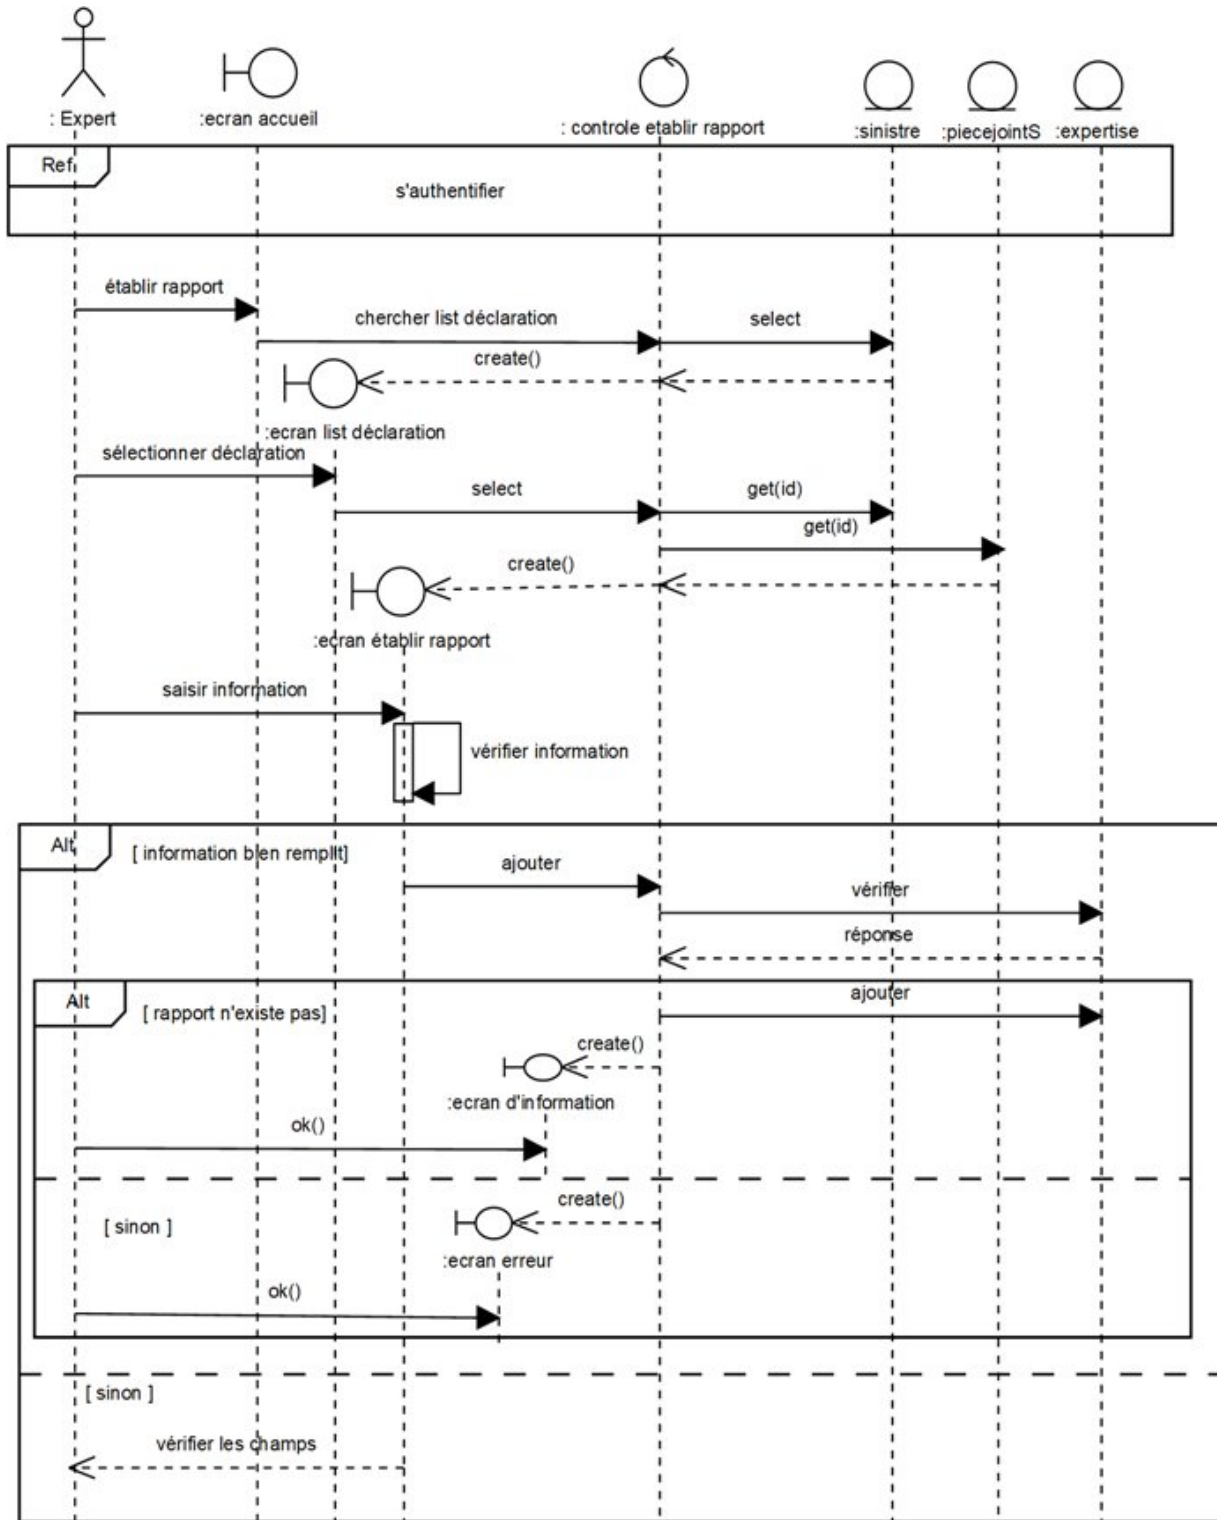 : Expert
:ecran accueil
: controle etablir rapport
:sinistre
:piecejointS
:expertise
Ref
s'authentifier
établir rapport
chercher list déclaration
select
create()
:ecran list déclaration
sélectionner déclaration
select
get(id)
get(id)
create()
:ecran établir rapport
saisir information
vérifier information
Alt
[ information bien remplit]
ajouter
vérifier
réponse
Alt
[ rapport n'existe pas]
ajouter
create()
:ecran d'information
ok()
create()
[ sinon ]
:ecran erreur
ok()
[ sinon ]
vérifier les champs